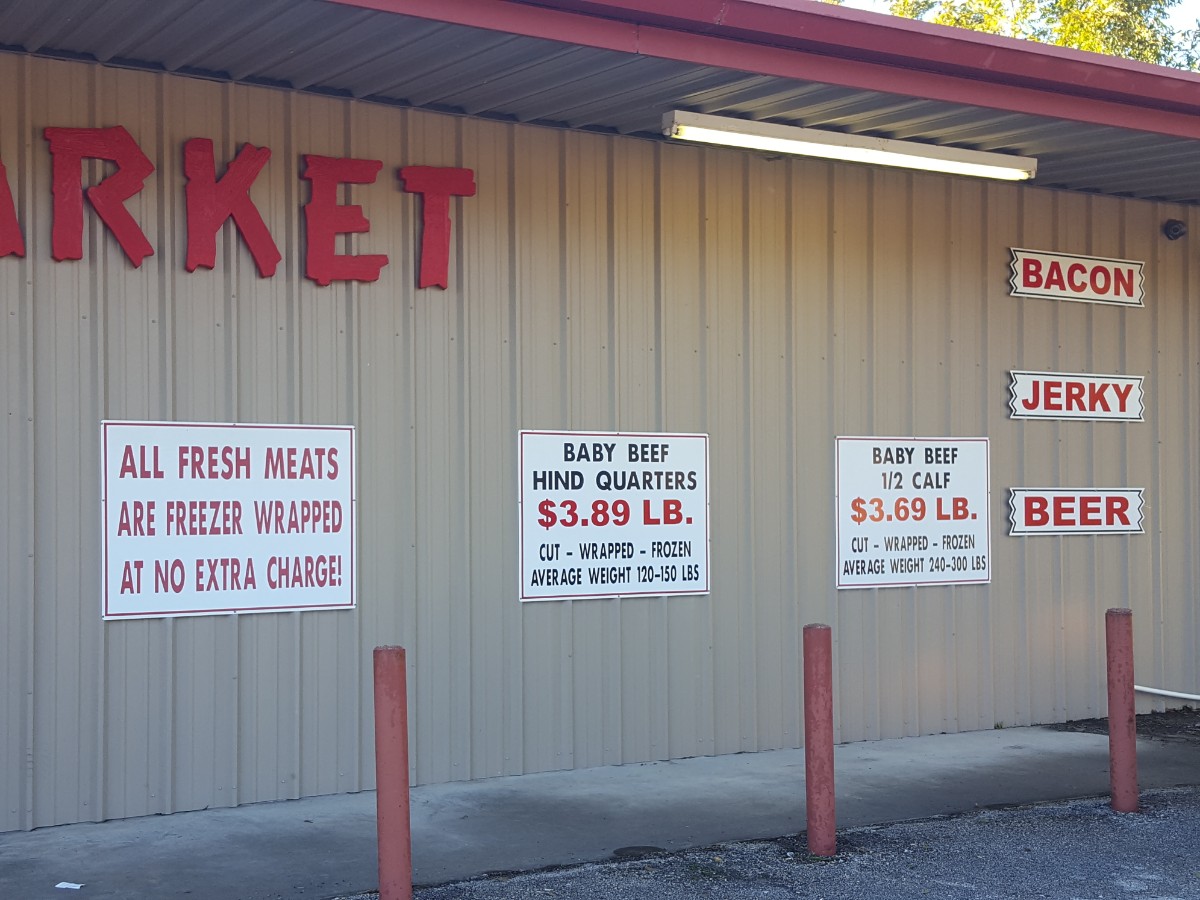 ARKET
ALL FRESH MEATS
ARE FREEZER WRAPPED
AT NO EXTRA CHARGE!
BABY BEEF
HIND QUARTERS
$3.89 LB.
CUT - WRAPPED - FROZEN
AVERAGE WEIGHT 120-150 LBS
BABY BEEF
1/2 CALF
$3.69 LB.
CUT - WRAPPED - FROZEN
AVERAGE WEIGHT 240-300 LBS
BACON
JERKY
BEER